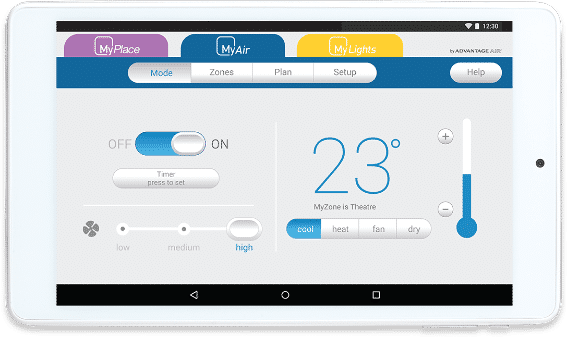 12:30
MyPlace
MyAir
MyLights
by ADVANTAGE AIR
Mode
Zones
Plan
Setup
Help
OFF
ON
23°
Timer
press to set
MyZone is Theatre
low
medium
high
cool
heat
fan
dry